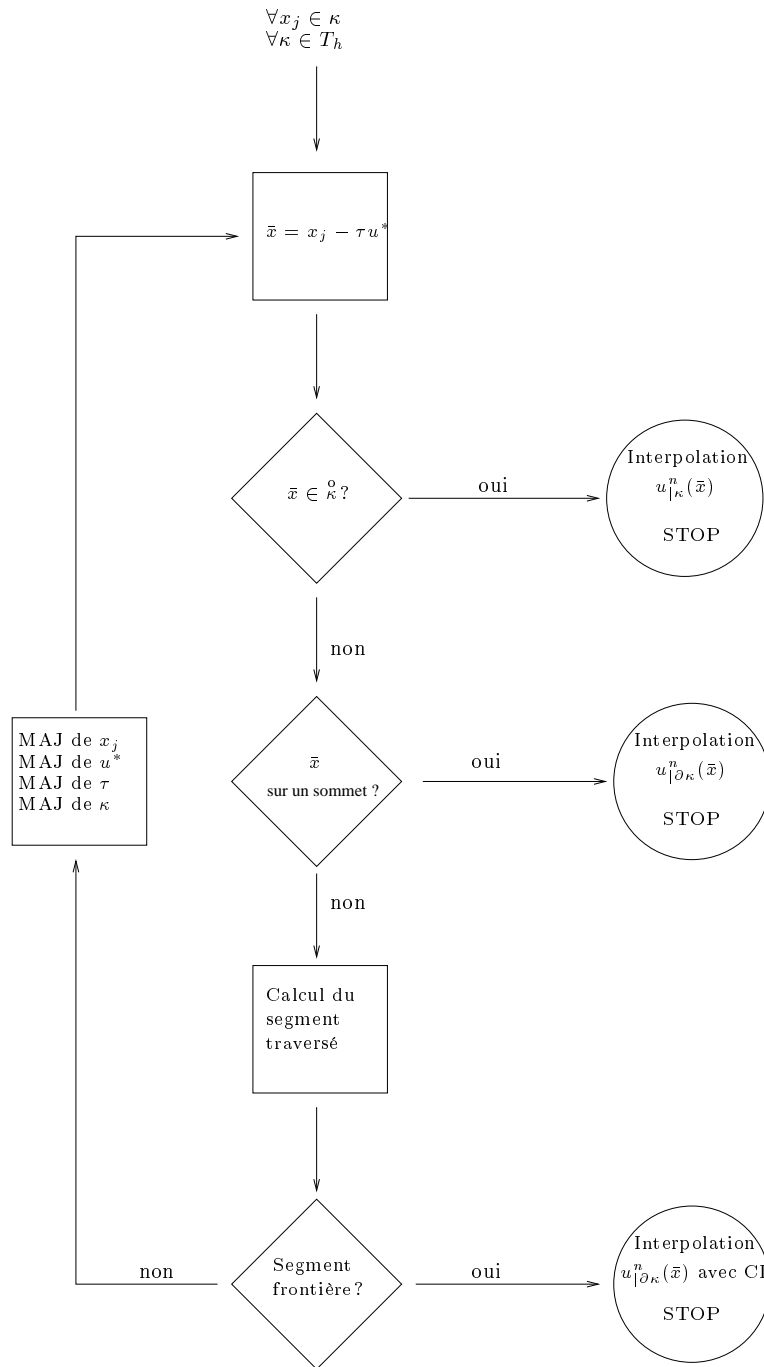 ∀x_j ∈ κ
∀κ ∈ T_h
x̄ = x_j − τu*
x̄ ∈ κ̊ ?
oui
Interpolation
u^n_{|κ}(x̄)
STOP
non
MAJ de x_j
MAJ de u*
MAJ de τ
MAJ de κ
x̄
sur un sommet ?
oui
Interpolation
u^n_{|∂κ}(x̄)
STOP
non
Calcul du
segment
traversé
non
Segment
frontière ?
oui
Interpolation
u^n_{|∂κ}(x̄) avec CL
STOP